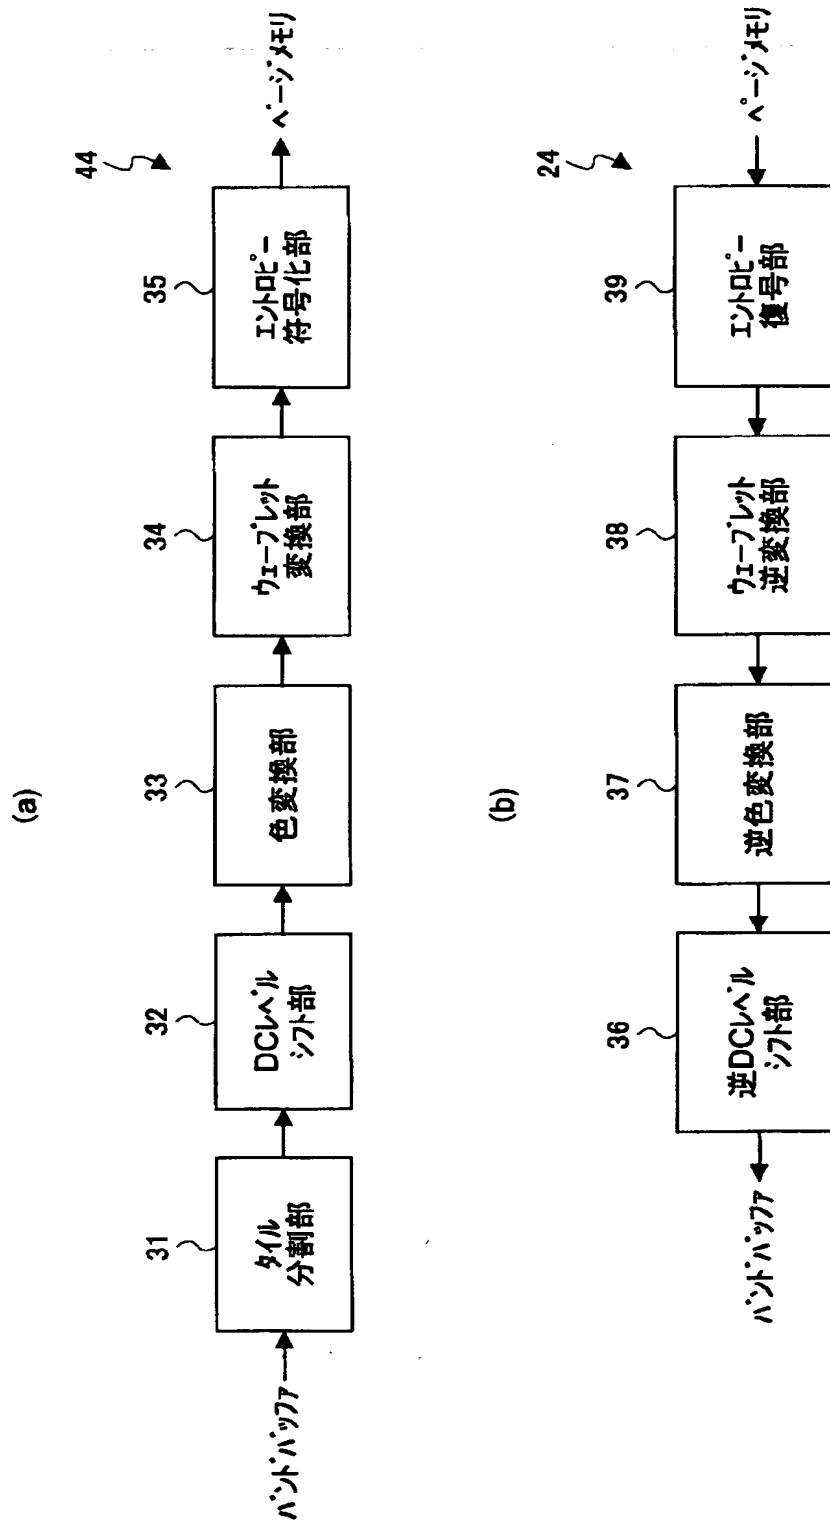 (a)
44
バンドバッファ
31
タイル
分割部
32
DCレベル
シフト部
33
色変換部
34
ウェーブレット
変換部
35
エントロピー
符号化部
ページメモリ
(b)
24
バンドバッファ
36
逆DCレベル
シフト部
37
逆色変換部
38
ウェーブレット
逆変換部
39
エントロピー
復号部
ページメモリ